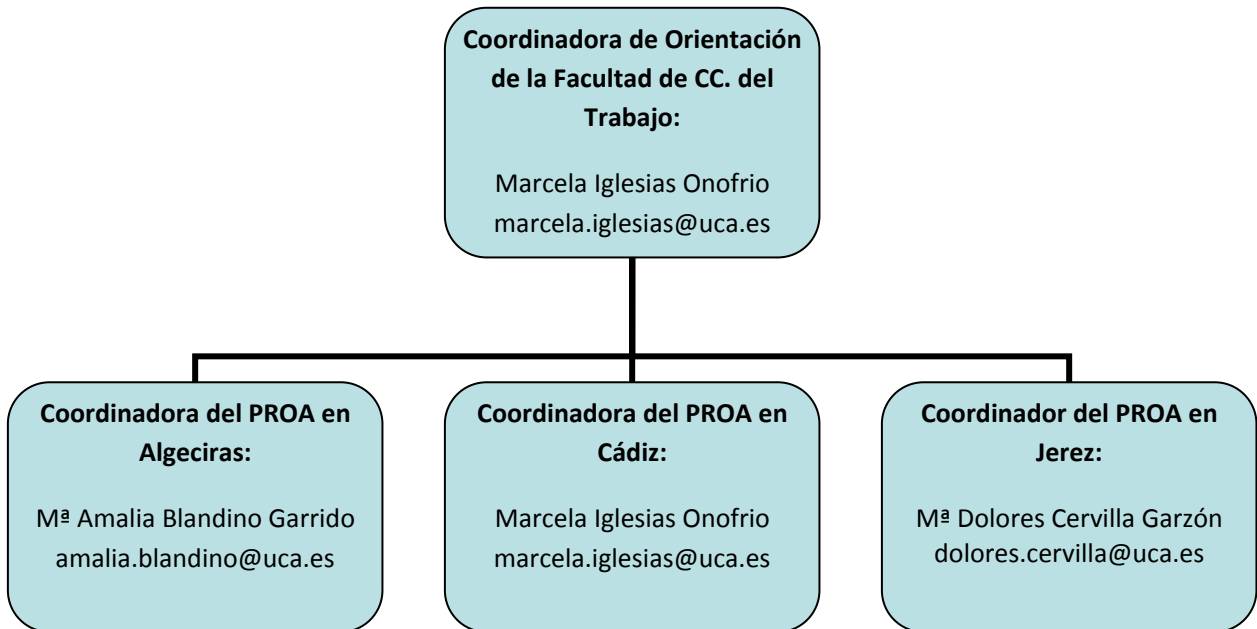 Coordinadora de Orientación
de la Facultad de CC. del
Trabajo:
Marcela Iglesias Onofrio
marcela.iglesias@uca.es
Coordinadora del PROA en
Algeciras:
Mª Amalia Blandino Garrido
amalia.blandino@uca.es
Coordinadora del PROA en
Cádiz:
Marcela Iglesias Onofrio
marcela.iglesias@uca.es
Coordinador del PROA en
Jerez:
Mª Dolores Cervilla Garzón
dolores.cervilla@uca.es